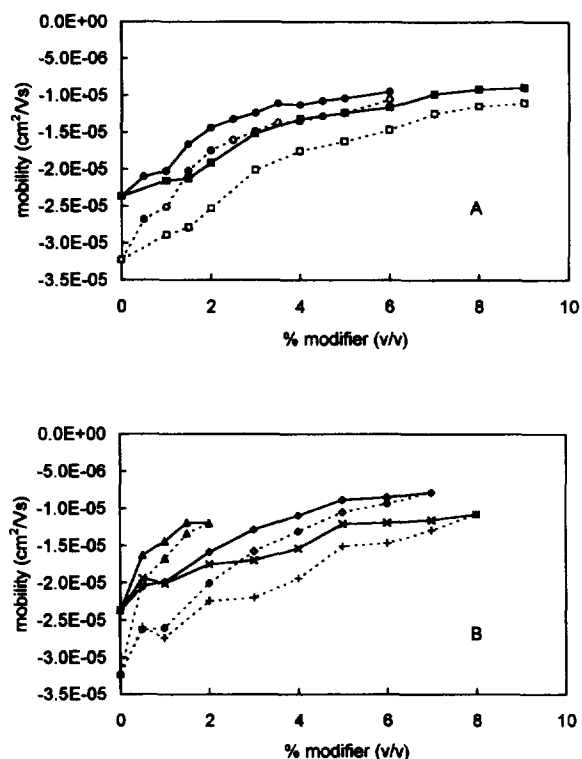 0.0E+00
-5.0E-06
-1.0E-05
-1.5E-05
-2.0E-05
-2.5E-05
-3.0E-05
-3.5E-05
mobility (cm²/Vs)
A
0 2 4 6 8 10
% modifier (v/v)
0.0E+00
-5.0E-06
-1.0E-05
-1.5E-05
-2.0E-05
-2.5E-05
-3.0E-05
-3.5E-05
mobility (cm²/Vs)
B
0 2 4 6 8 10
% modifier (v/v)